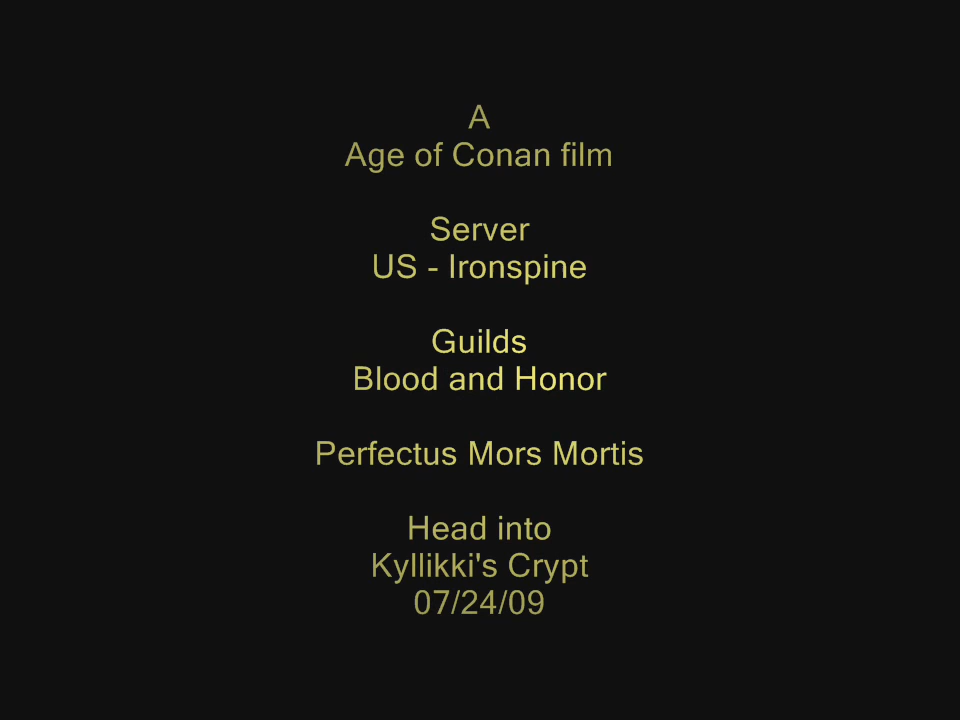 A
Age of Conan film
Server
US - Ironspine
Guilds
Blood and Honor
Perfectus Mors Mortis
Head into
Kyllikki's Crypt
07/24/09